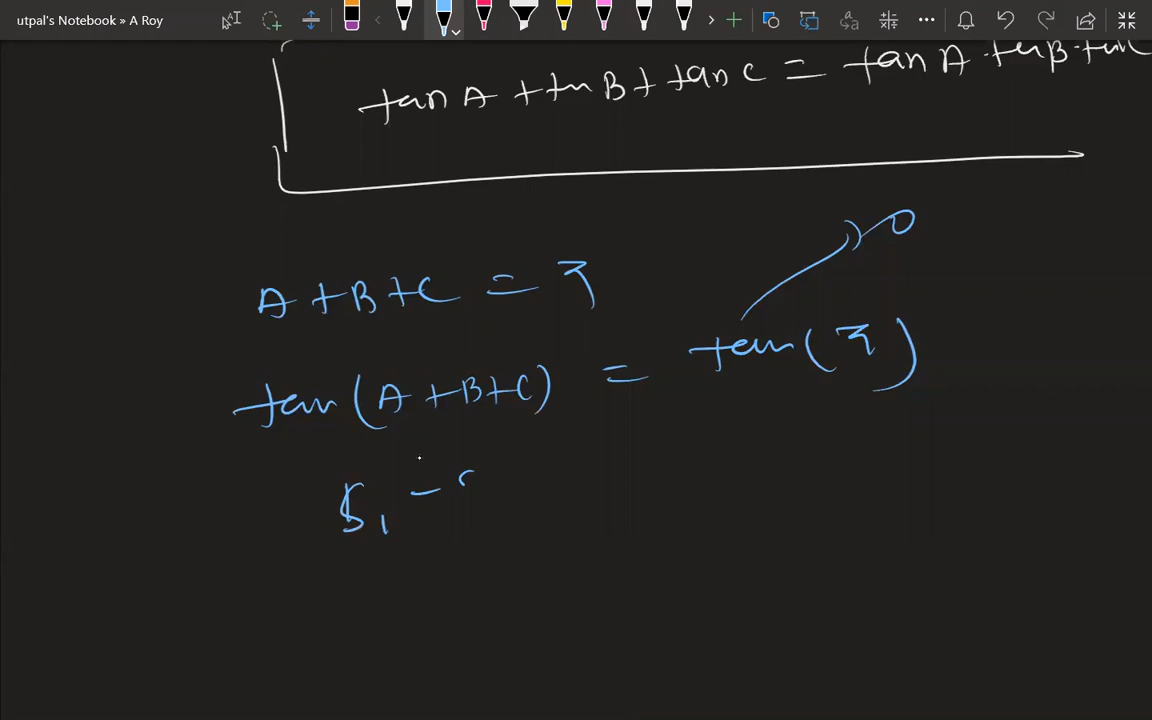 utpal's Notebook » A Roy
tan A + tan B + tan C = tan A · tan B · tan C
0
A + B + C = π
tan (A + B + C) = tan (π)
S₁ -